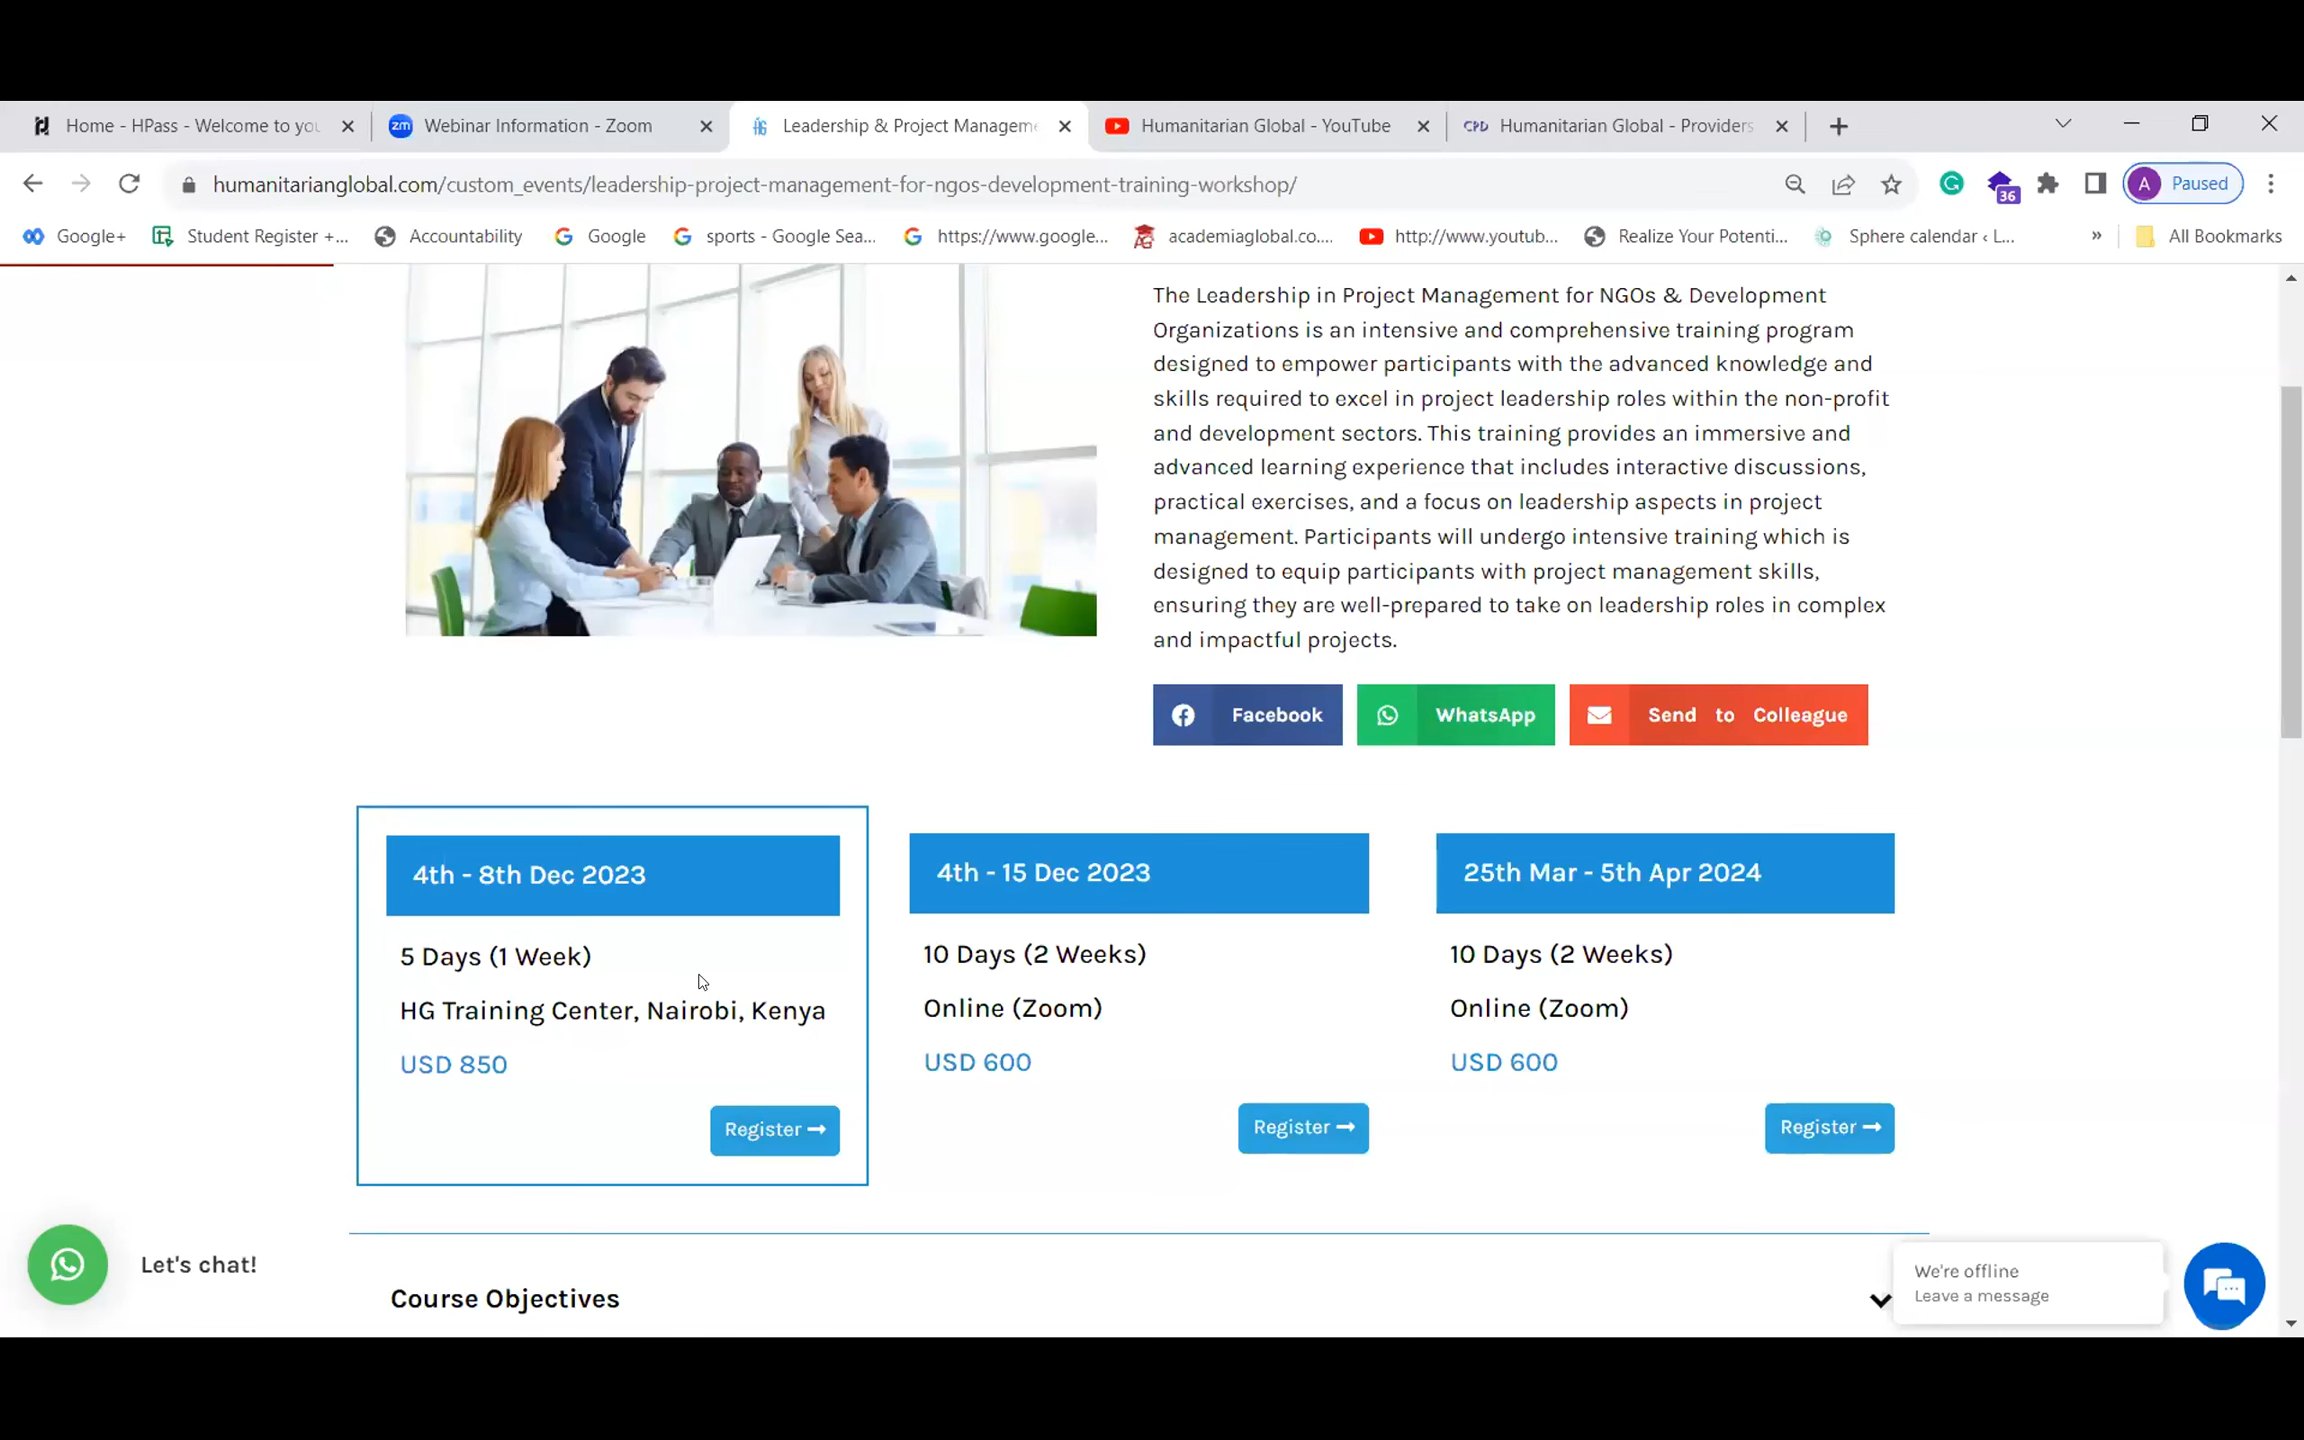 Home - HPass - Welcome to you
Webinar Information - Zoom
Leadership & Project Managem
Humanitarian Global - YouTube
CPD Humanitarian Global - Providers
humanitarianglobal.com/custom_events/leadership-project-management-for-ngos-development-training-workshop/
36
A Paused
Google+
Student Register +...
Accountability
Google
sports - Google Sea...
https://www.google...
academiaglobal.co....
http://www.youtub...
Realize Your Potenti...
Sphere calendar ‹ L...
»
All Bookmarks
The Leadership in Project Management for NGOs & Development
Organizations is an intensive and comprehensive training program
designed to empower participants with the advanced knowledge and
skills required to excel in project leadership roles within the non-profit
and development sectors. This training provides an immersive and
advanced learning experience that includes interactive discussions,
practical exercises, and a focus on leadership aspects in project
management. Participants will undergo intensive training which is
designed to equip participants with project management skills,
ensuring they are well-prepared to take on leadership roles in complex
and impactful projects.
Facebook
WhatsApp
Send to Colleague
4th - 8th Dec 2023
5 Days (1 Week)
HG Training Center, Nairobi, Kenya
USD 850
Register
4th - 15 Dec 2023
10 Days (2 Weeks)
Online (Zoom)
USD 600
Register
25th Mar - 5th Apr 2024
10 Days (2 Weeks)
Online (Zoom)
USD 600
Register
Let's chat!
Course Objectives
We're offline
Leave a message